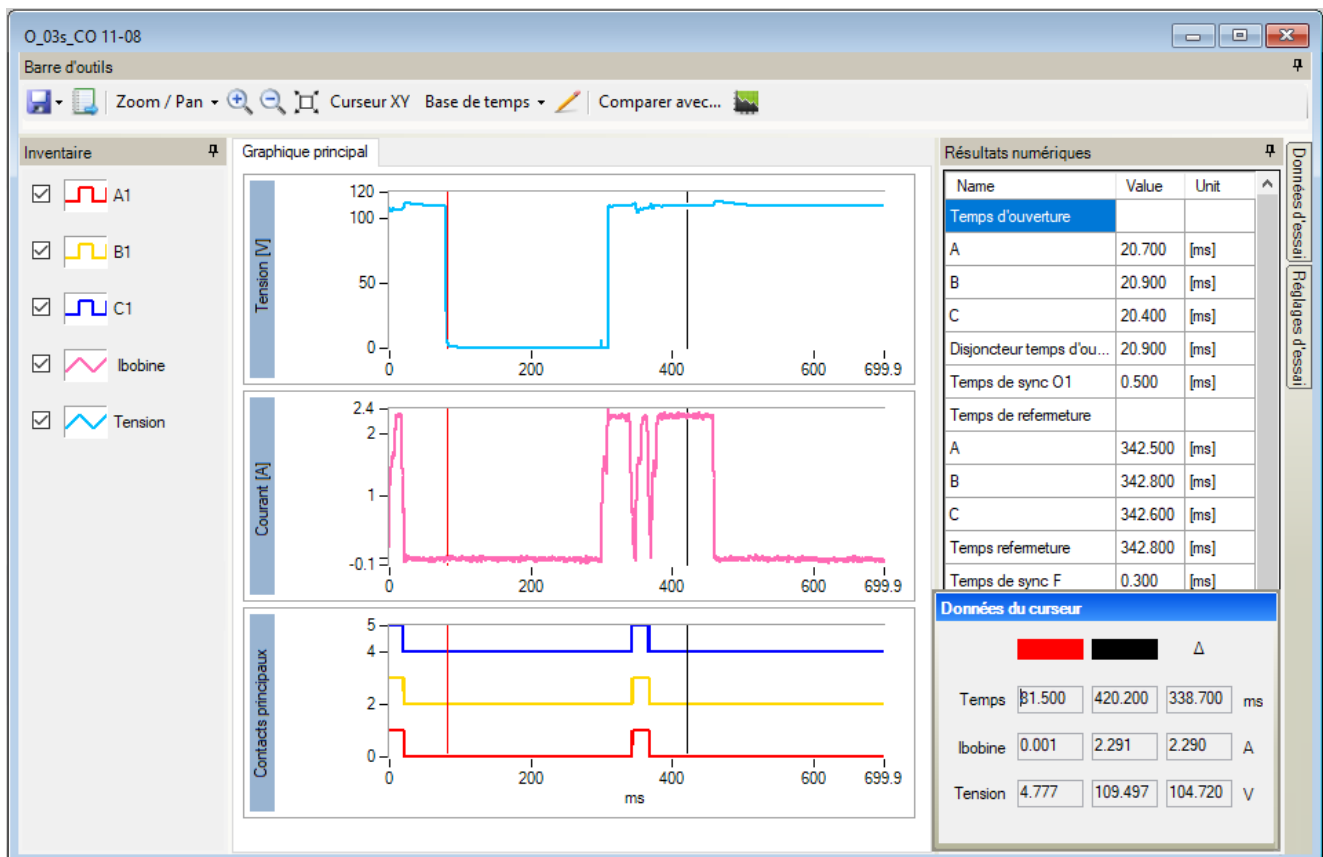 O_03s_CO 11-08
Barre d'outils
Zoom / Pan Curseur XY Base de temps Comparer avec...
Inventaire
A1
B1
C1
Ibobine
Tension
Graphique principal
Tension [V]
120
100
50
0
0 200 400 600 699.9
Courant [A]
2.4
2
1
-0.1
0 200 400 600 699.9
Contacts principaux
5
4
2
0
0 200 400 600 699.9
ms
Résultats numériques
Name Value Unit
Temps d'ouverture
A 20.700 [ms]
B 20.900 [ms]
C 20.400 [ms]
Disjoncteur temps d'ou... 20.900 [ms]
Temps de sync O1 0.500 [ms]
Temps de refermeture
A 342.500 [ms]
B 342.800 [ms]
C 342.600 [ms]
Temps refermeture 342.800 [ms]
Temps de sync F 0.300 [ms]
Données du curseur
Δ
Temps 81.500 420.200 338.700 ms
Ibobine 0.001 2.291 2.290 A
Tension 4.777 109.497 104.720 V
Données d'essai
Réglages d'essai